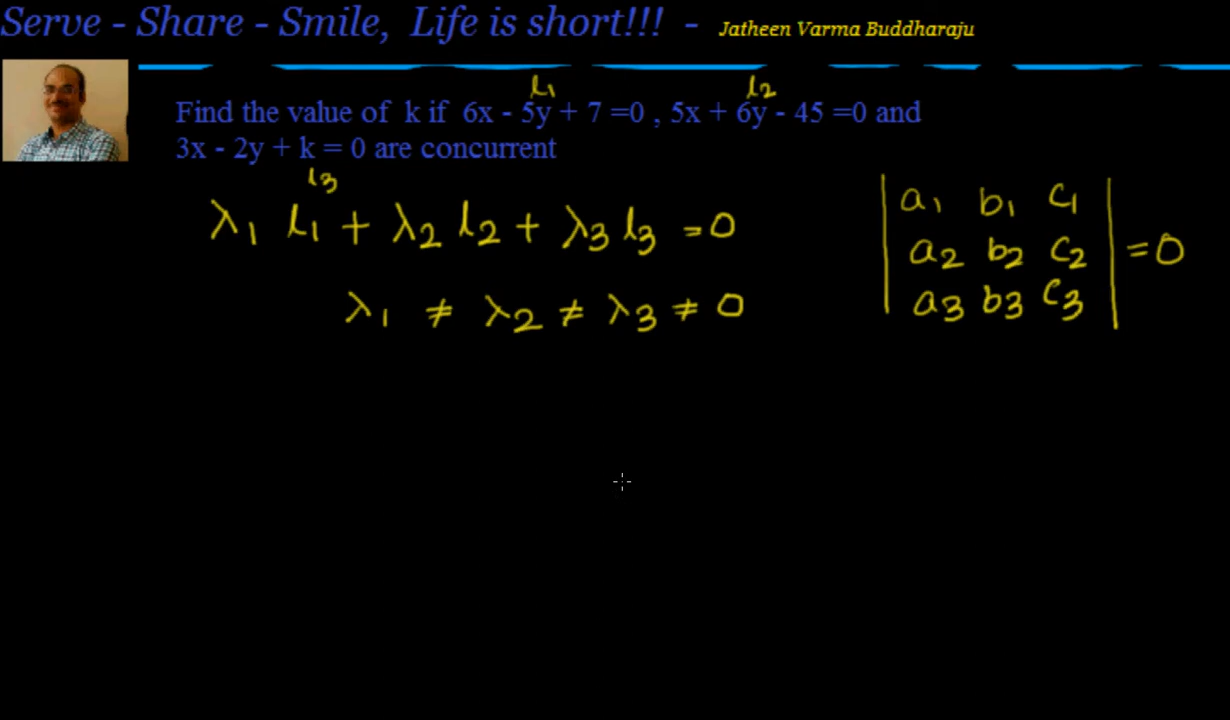 Serve - Share - Smile, Life is short!!! - Jatheen Varma Buddharaju
L₁ L₂
Find the value of k if 6x - 5y + 7 =0 , 5x + 6y - 45 =0 and
3x - 2y + k = 0 are concurrent
L₃
λ₁ L₁ + λ₂ L₂ + λ₃ L₃ = 0
λ₁ ≠ λ₂ ≠ λ₃ ≠ 0
a₁ b₁ c₁
a₂ b₂ c₂ = 0
a₃ b₃ c₃